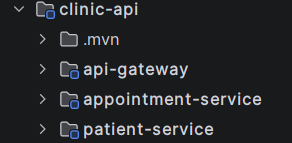 clinic-api
.mvn
api-gateway
appointment-service
patient-service